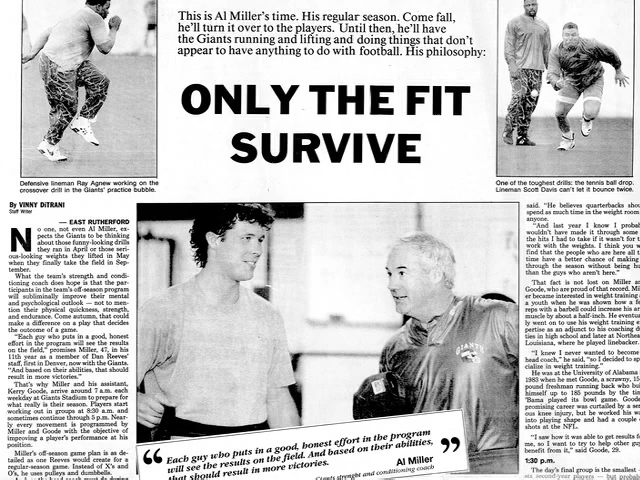 This is Al Miller's time. His regular season. Come fall,
he'll turn it over to the players. Until then, he'll have
the Giants running and lifting and doing things that don't
appear to have anything to do with football. His philosophy:
ONLY THE FIT
SURVIVE
Defensive lineman Ray Agnew working on the
crossover drill in the Giants' practice bubble.
One of the toughest drills: the tennis ball drop.
Lineman Scott Davis can't let it bounce twice.
By VINNY DiTRANI
Staff Writer
— EAST RUTHERFORD
No one, not even Giants, ex-
pects the Giants to be thinking
about those funny-looking drills
they ran in April or those seri-
ous-looking weights they lifted in May
when they finally take the field in Sep-
tember.
What the team's strength and condi-
tioning coach does hope is that the par-
ticipants in the team's off-season program
will subliminally improve their mental
and psychological outlook — not to men-
tion their physical quickness, strength,
and endurance. Come autumn, that could
make a difference on a play that decides
the outcome of a game.
"Each guy who puts in a good, honest
effort in the program will see the results
on the field," promises Miller, 47, in his
11th year as a member of Dan Reeves'
staff, first in Denver, now with the Giants.
"And based on their abilities, that should
result in more victories."
That's why Miller and his assistant,
Kerry Goode, arrive around 7 a.m. each
weekday at Giants Stadium to prepare for
what really is their season. Players start
working out in groups at 8:30 a.m. and
sometimes continue through 5 p.m. Near-
ly every movement is programmed by
Miller and Goode with the objective of
improving a player's performance at his
position.
Miller's off-season game plan is as de-
tailed as one Reeves would create for a
regular-season game. Instead of X's and
O's, he uses pulleys and dumbbells.
GIANTS
“Each guy who puts in a good, honest effort in the program
will see the results on the field. And based on their abilities,
that should result in more victories.”
Al Miller
Giants strength and conditioning coach
said. "He believes quarterbacks shou
spend as much time in the weight room
anyone.
"And last year I know I probab
wouldn't have made it through some
the hits I had to take if it wasn't for t
work with the weights. I think you w
find that the people who are here all t
time have a better chance of making
through the season without being hu
than the guys who aren't here."
That fact is not lost on Miller an
Goode, who are proud of that record. Mi
er became interested in weight training
a youth when he was shown how a fe
reps with a barbell could increase his ar
muscle by about a half-inch. He eventua
ly went on to use his weight training e
pertise as an adjunct to his coaching d
ties in high school and later at Northeas
Louisiana, where he played linebacker.
"I knew I never wanted to become
head coach," he said, "so I decided to sp
cialize in weight training."
He was at the University of Alabama
1983 when he met Goode, a scrawny, 15
pound freshman running back who bui
himself up to 185 pounds by the tim
'Bama played its bowl game. Goode
promising career was curtailed by a se
ous knee injury, but he worked his wa
into playing shape and had a couple
shots at the NFL.
"I saw how it was able to get results f
me, so I want to try to help other guy
benefit from it," said Goode, 29.
1:30 p.m.
The day's final group is the smallest